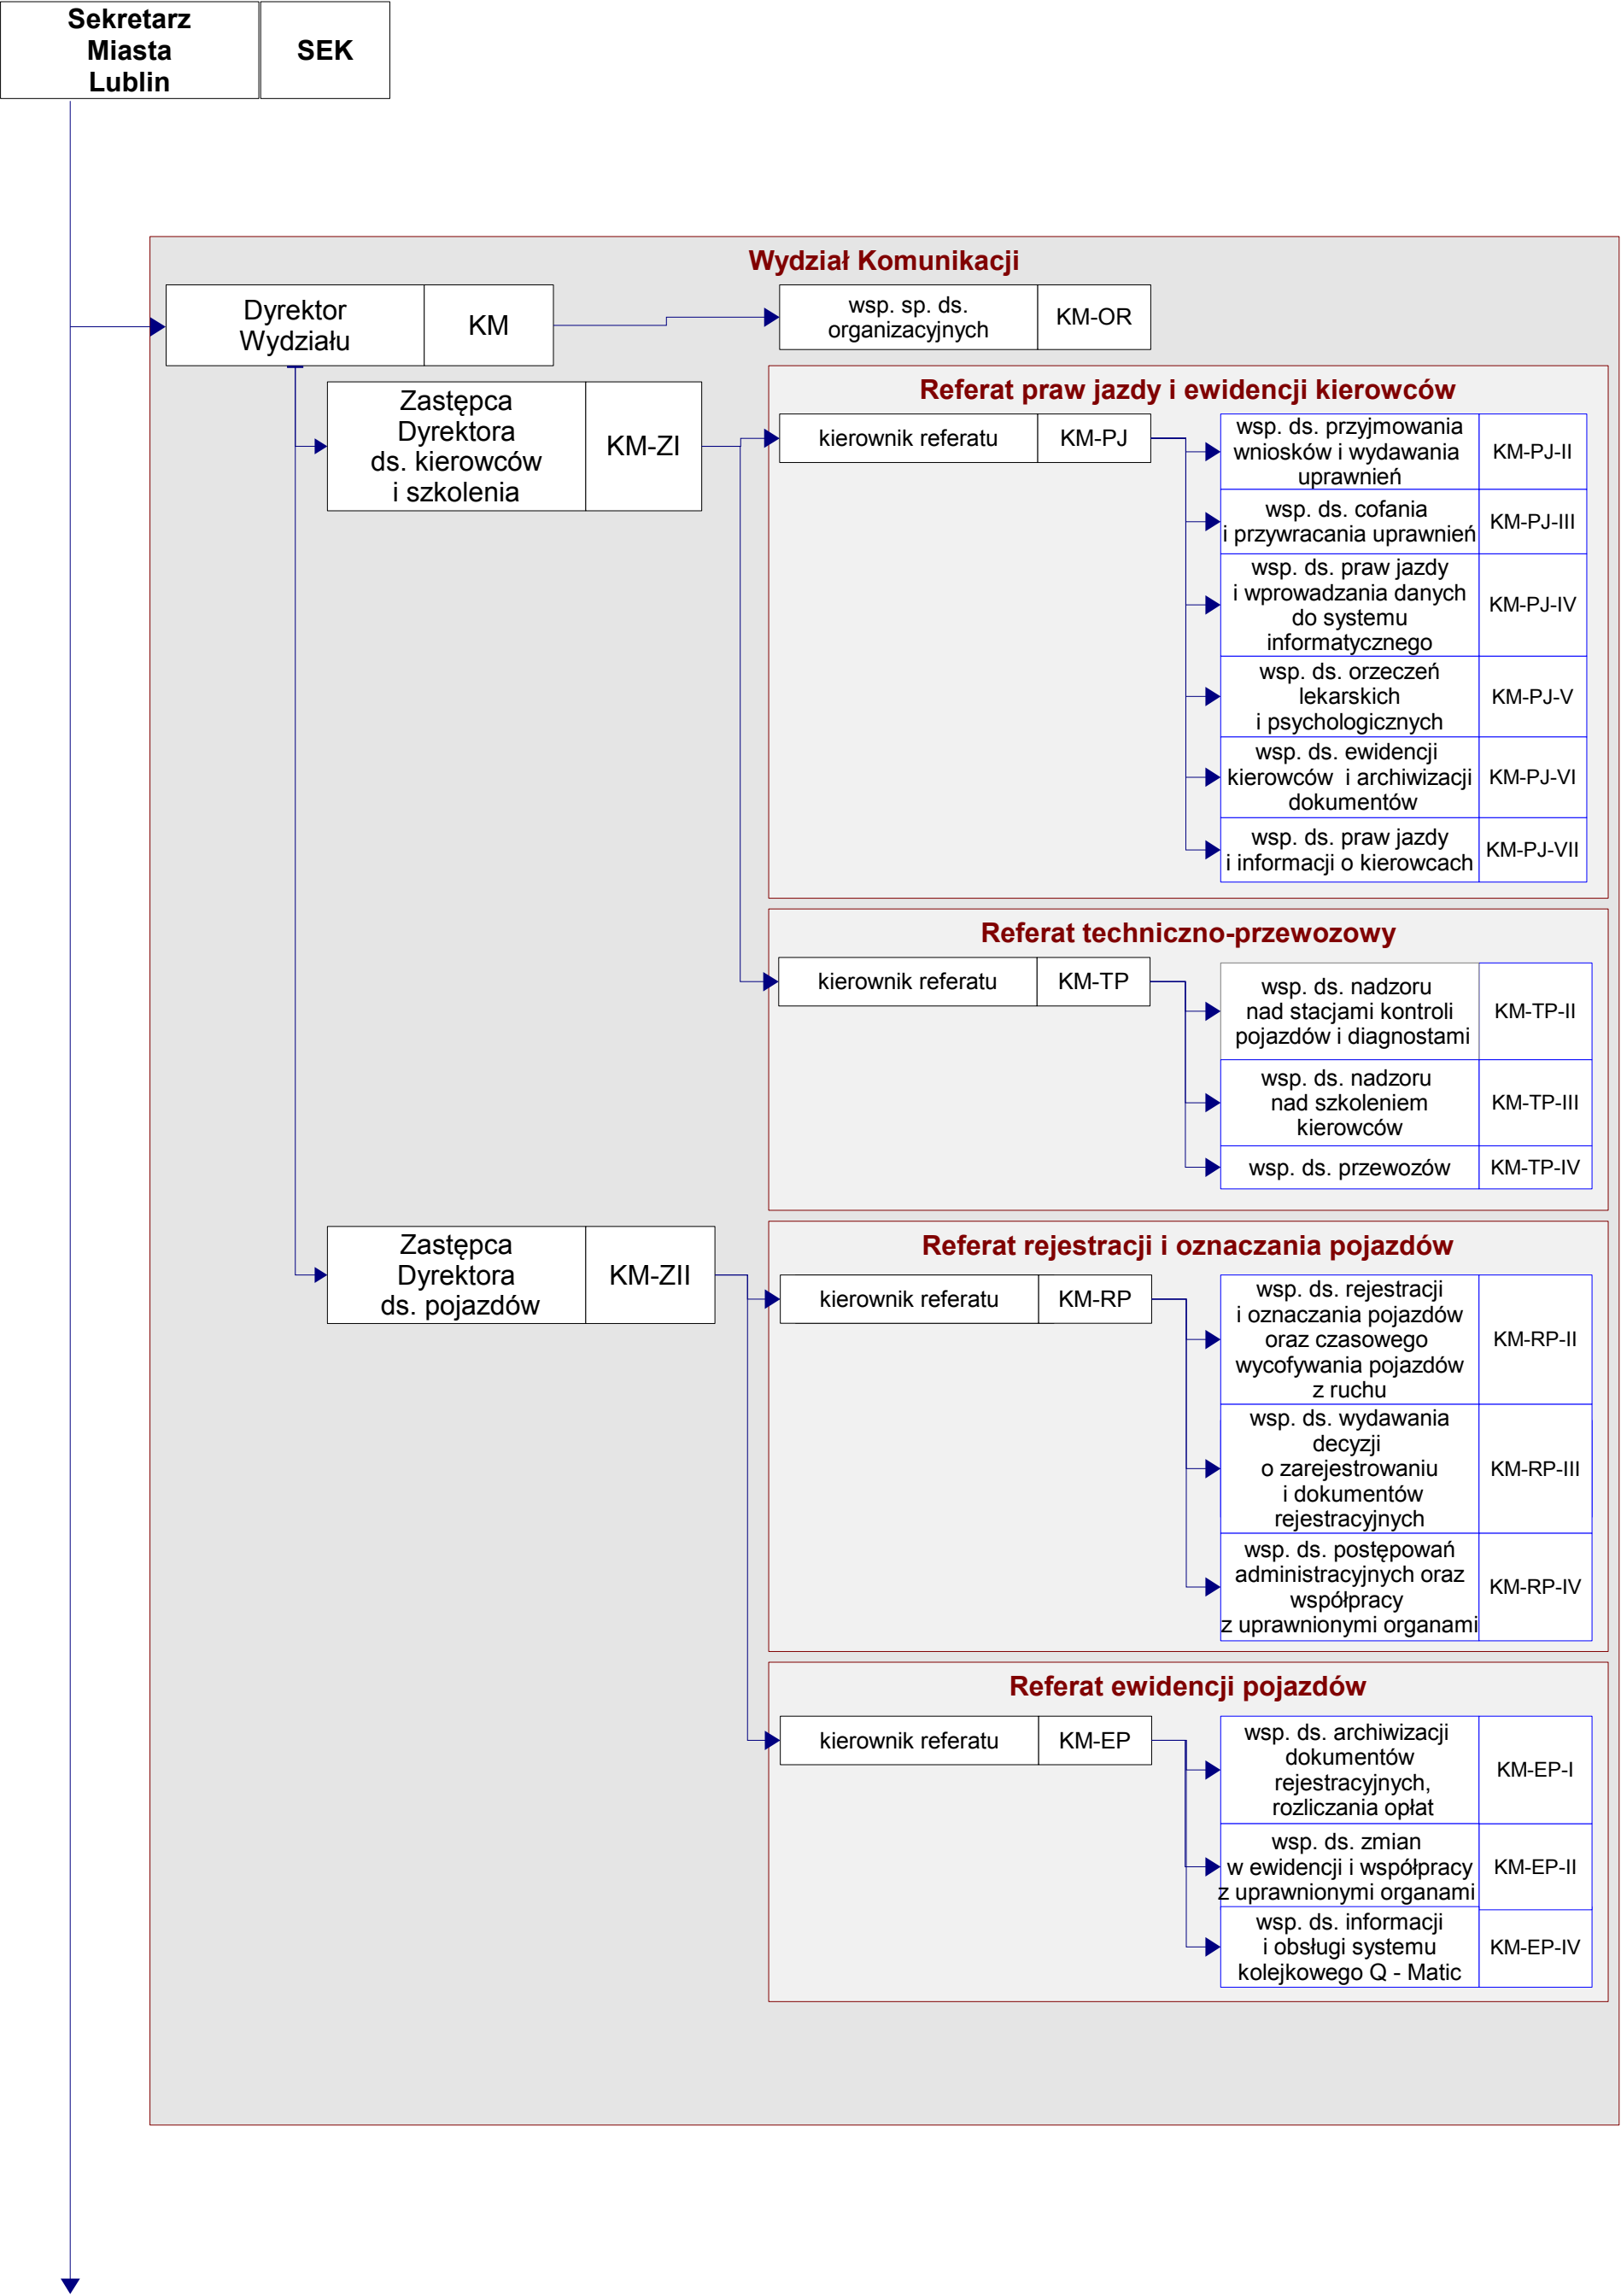 Sekretarz
Miasta
Lublin
SEK
Wydział Komunikacji
Dyrektor
Wydziału
KM
wsp. sp. ds.
organizacyjnych
KM-OR
Zastępca
Dyrektora
ds. kierowców
i szkolenia
KM-ZI
Referat praw jazdy i ewidencji kierowców
kierownik referatu
KM-PJ
wsp. ds. przyjmowania
wniosków i wydawania
uprawnień
KM-PJ-II
wsp. ds. cofania
i przywracania uprawnień
KM-PJ-III
wsp. ds. praw jazdy
i wprowadzania danych
do systemu
informatycznego
KM-PJ-IV
wsp. ds. orzeczeń
lekarskich
i psychologicznych
KM-PJ-V
wsp. ds. ewidencji
kierowców i archiwizacji
dokumentów
KM-PJ-VI
wsp. ds. praw jazdy
i informacji o kierowcach
KM-PJ-VII
Referat techniczno-przewozowy
kierownik referatu
KM-TP
wsp. ds. nadzoru
nad stacjami kontroli
pojazdów i diagnostami
KM-TP-II
wsp. ds. nadzoru
nad szkoleniem
kierowców
KM-TP-III
wsp. ds. przewozów
KM-TP-IV
Zastępca
Dyrektora
ds. pojazdów
KM-ZII
Referat rejestracji i oznaczania pojazdów
kierownik referatu
KM-RP
wsp. ds. rejestracji
i oznaczania pojazdów
oraz czasowego
wycofywania pojazdów
z ruchu
KM-RP-II
wsp. ds. wydawania
decyzji
o zarejestrowaniu
i dokumentów
rejestracyjnych
KM-RP-III
wsp. ds. postępowań
administracyjnych oraz
współpracy
z uprawnionymi organami
KM-RP-IV
Referat ewidencji pojazdów
kierownik referatu
KM-EP
wsp. ds. archiwizacji
dokumentów
rejestracyjnych,
rozliczania opłat
KM-EP-I
wsp. ds. zmian
w ewidencji i współpracy
z uprawnionymi organami
KM-EP-II
wsp. ds. informacji
i obsługi systemu
kolejkowego Q - Matic
KM-EP-IV